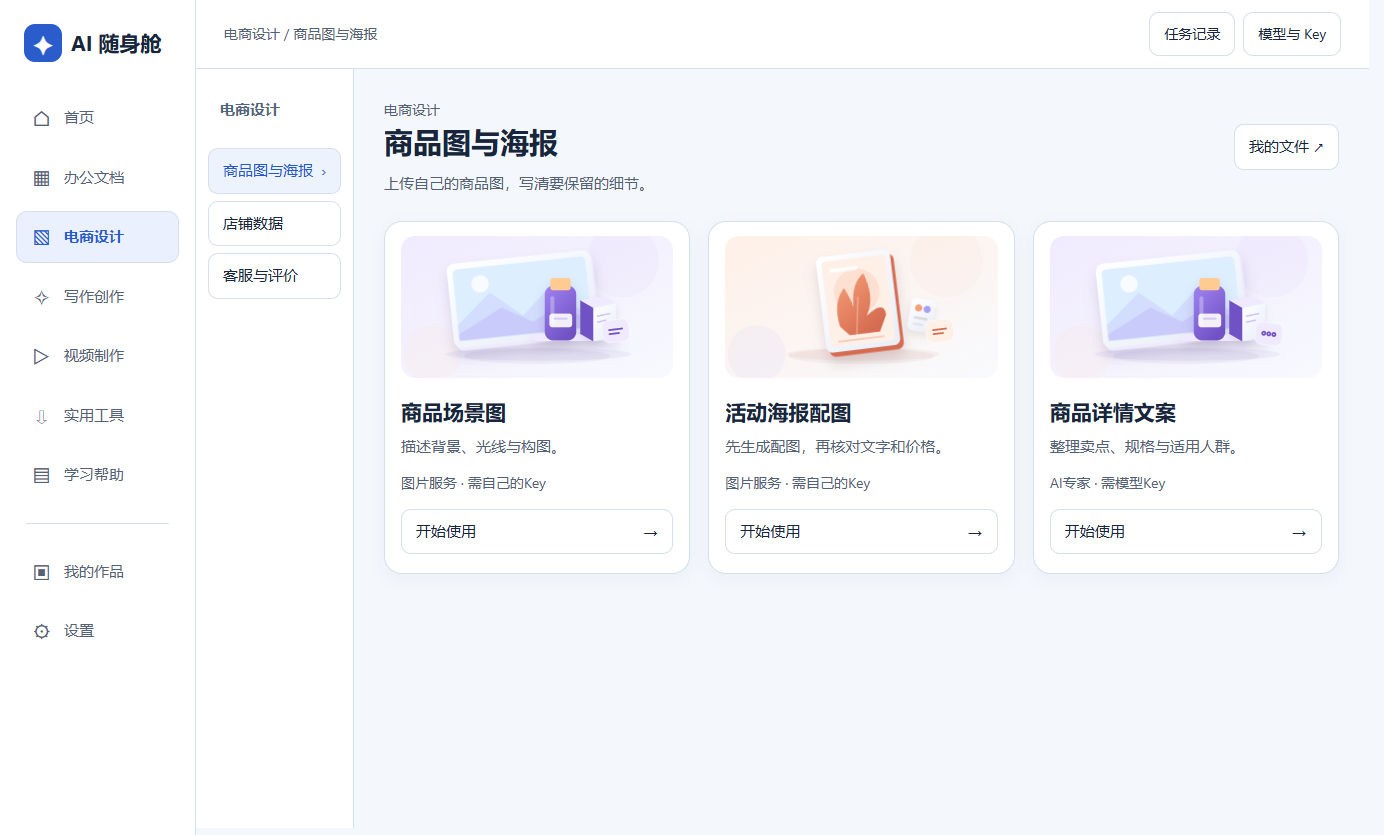 AI 随身舱
首页
办公文档
电商设计
写作创作
视频制作
实用工具
学习帮助
我的作品
设置
电商设计 / 商品图与海报
任务记录
模型与 Key
电商设计
商品图与海报 ›
店铺数据
客服与评价
电商设计
商品图与海报
上传自己的商品图，写清要保留的细节。
我的文件 ↗
商品场景图
描述背景、光线与构图。
图片服务 · 需自己的Key
开始使用 →
活动海报配图
先生成配图，再核对文字和价格。
图片服务 · 需自己的Key
开始使用 →
商品详情文案
整理卖点、规格与适用人群。
AI专家 · 需模型Key
开始使用 →